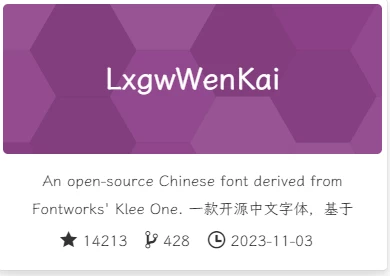 LxgwWenKai
An open-source Chinese font derived from
Fontworks' Klee One. 一款开源中文字体，基于
14213 428 2023-11-03